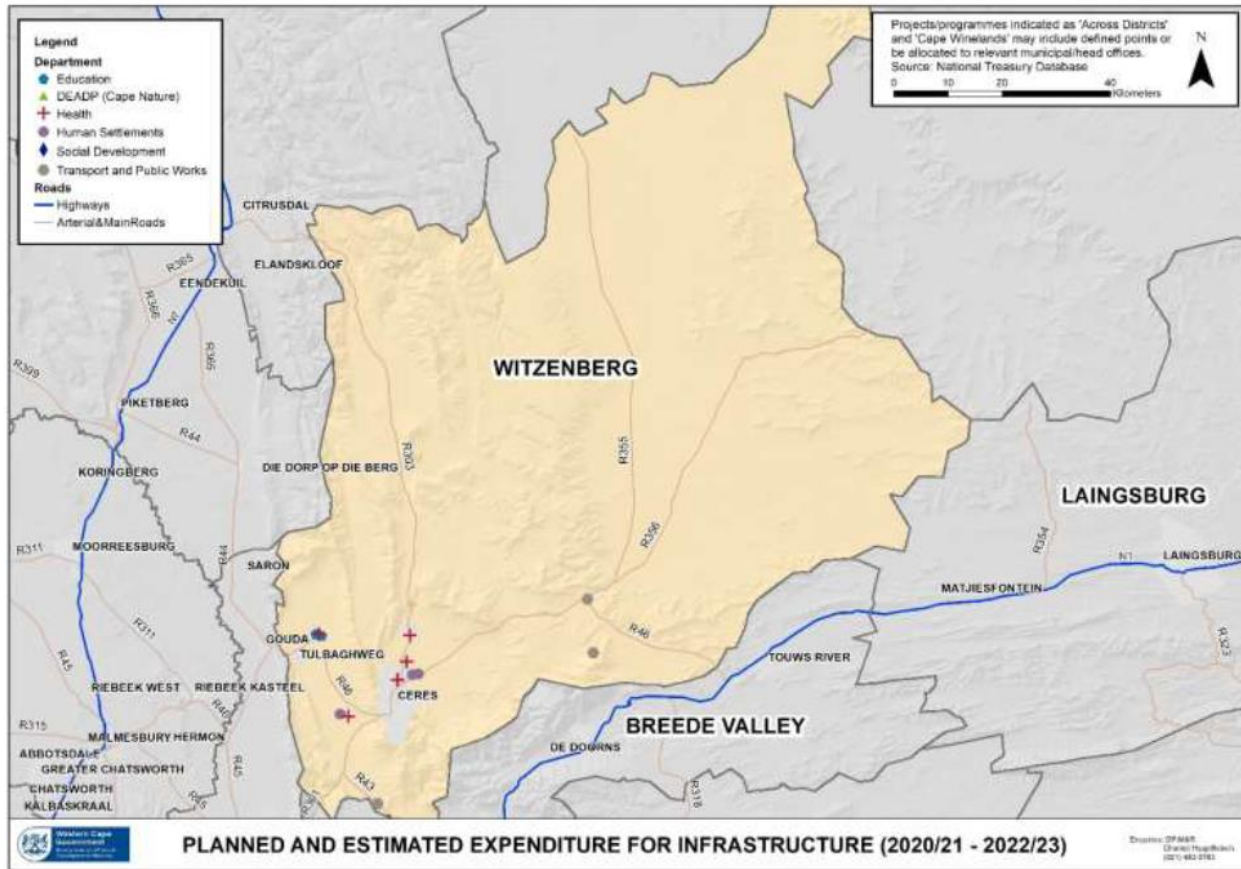 Legend
Department
Education
DEADP (Cape Nature)
Health
Human Settlements
Social Development
Transport and Public Works
Roads
Highways
Arterial&MainRoads
Projects/programmes indicated as 'Across Districts'
and 'Cape Winelands' may include defined points or
be allocated to relevant municipal/head offices.
Source: National Treasury Database
N
0 10 20 40
Kilometers
CITRUSDAL
ELANDSKLOOF
R365
EENDEKUIL
R366
N7
R365
WITZENBERG
R399
PIKETBERG
R44
KORINGBERG
DIE DORP OP DIE BERG
R303
R355
R356
LAINGSBURG
R311
MOORREESBURG
R44
SARON
R354
N1
LAINGSBURG
MATJIESFONTEIN
R311
GOUDA
TULBAGHWEG
R46
TOUWS RIVER
R323
R45
RIEBEEK WEST
RIEBEEK KASTEEL
R46
CERES
R315
R46
BREEDE VALLEY
MALMESBURY
HERMON
ABBOTSDALE
DE DOORNS
GREATER CHATSWORTH
R45
R43
CHATSWORTH
R45
R318
KALBASKRAAL
Western Cape
Government
PLANNED AND ESTIMATED EXPENDITURE FOR INFRASTRUCTURE (2020/21 - 2022/23)